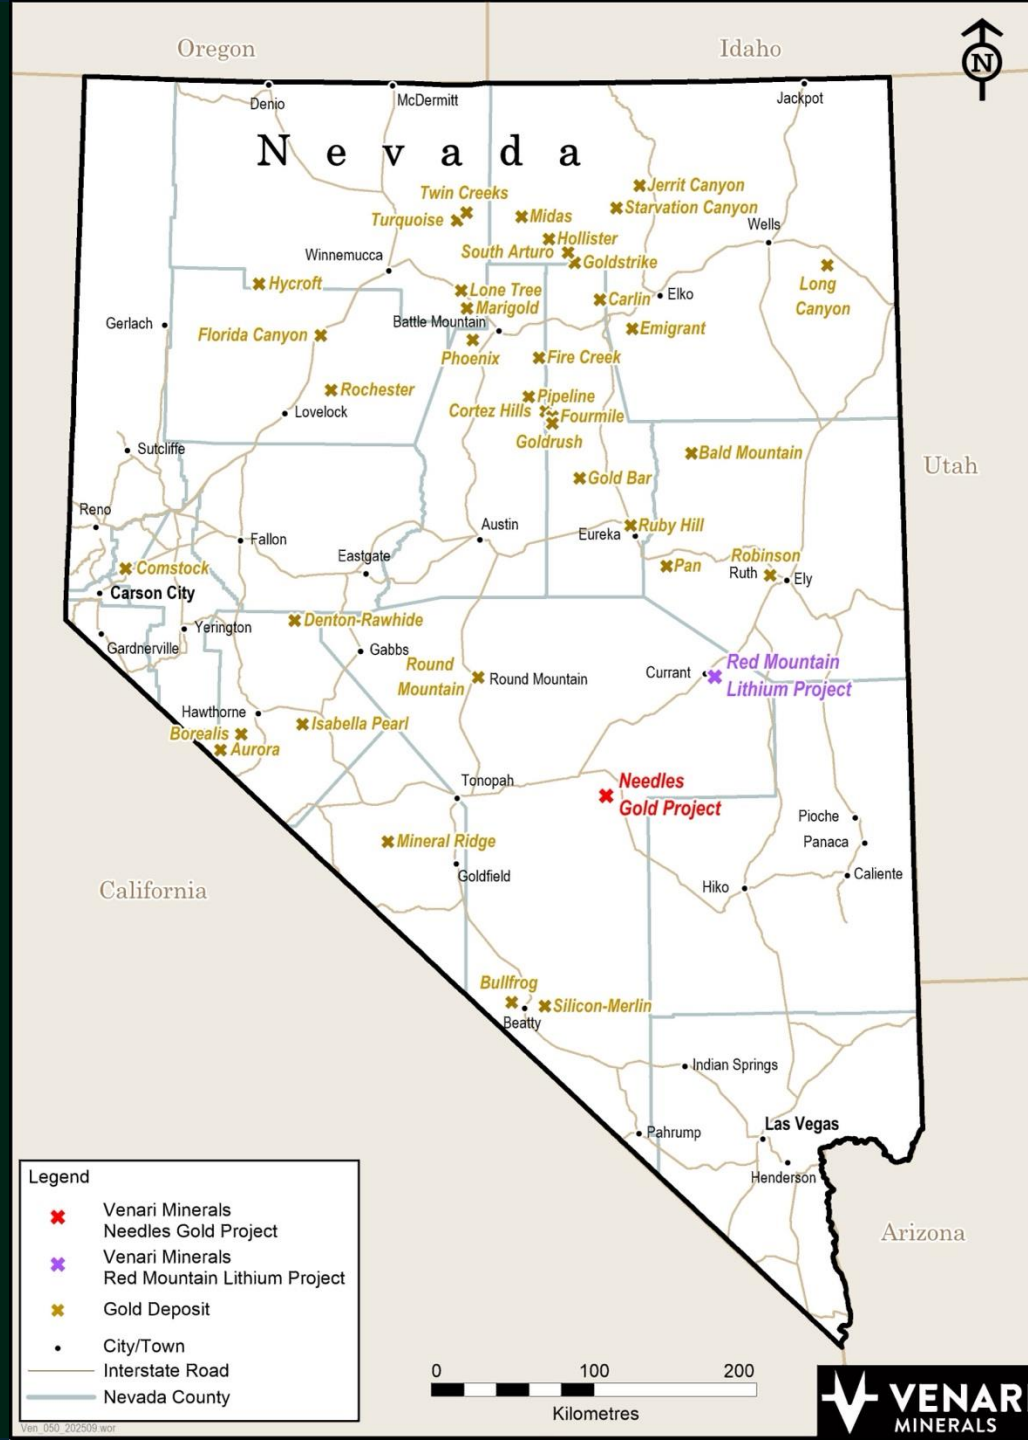 Oregon
Idaho
N
Denio
McDermitt
Jackpot
Nevada
Jerrit Canyon
Twin Creeks
Starvation Canyon
Turquoise
Midas
Wells
Hollister
South Arturo
Winnemucca
Goldstrike
Hycroft
Long
Canyon
Lone Tree
Carlin
Elko
Marigold
Gerlach
Battle Mountain
Emigrant
Florida Canyon
Phoenix
Fire Creek
Rochester
Pipeline
Cortez Hills
Fourmile
Lovelock
Goldrush
Sutcliffe
Bald Mountain
Utah
Gold Bar
Reno
Austin
Ruby Hill
Eureka
Fallon
Eastgate
Robinson
Comstock
Pan
Ruth
Ely
Carson City
Denton-Rawhide
Yerington
Gardnerville
Gabbs
Round
Mountain
Round Mountain
Currant
Red Mountain
Lithium Project
Hawthorne
Isabella Pearl
Borealis
Aurora
Tonopah
Needles
Gold Project
Pioche
Mineral Ridge
Panaca
Goldfield
Caliente
California
Hiko
Bullfrog
Silicon-Merlin
Beatty
Indian Springs
Las Vegas
Pahrump
Henderson
Arizona
Legend
Venari Minerals
Needles Gold Project
Venari Minerals
Red Mountain Lithium Project
Gold Deposit
City/Town
Interstate Road
Nevada County
Ven_050_202509.wor
0 100 200
Kilometres
VENARI
MINERALS